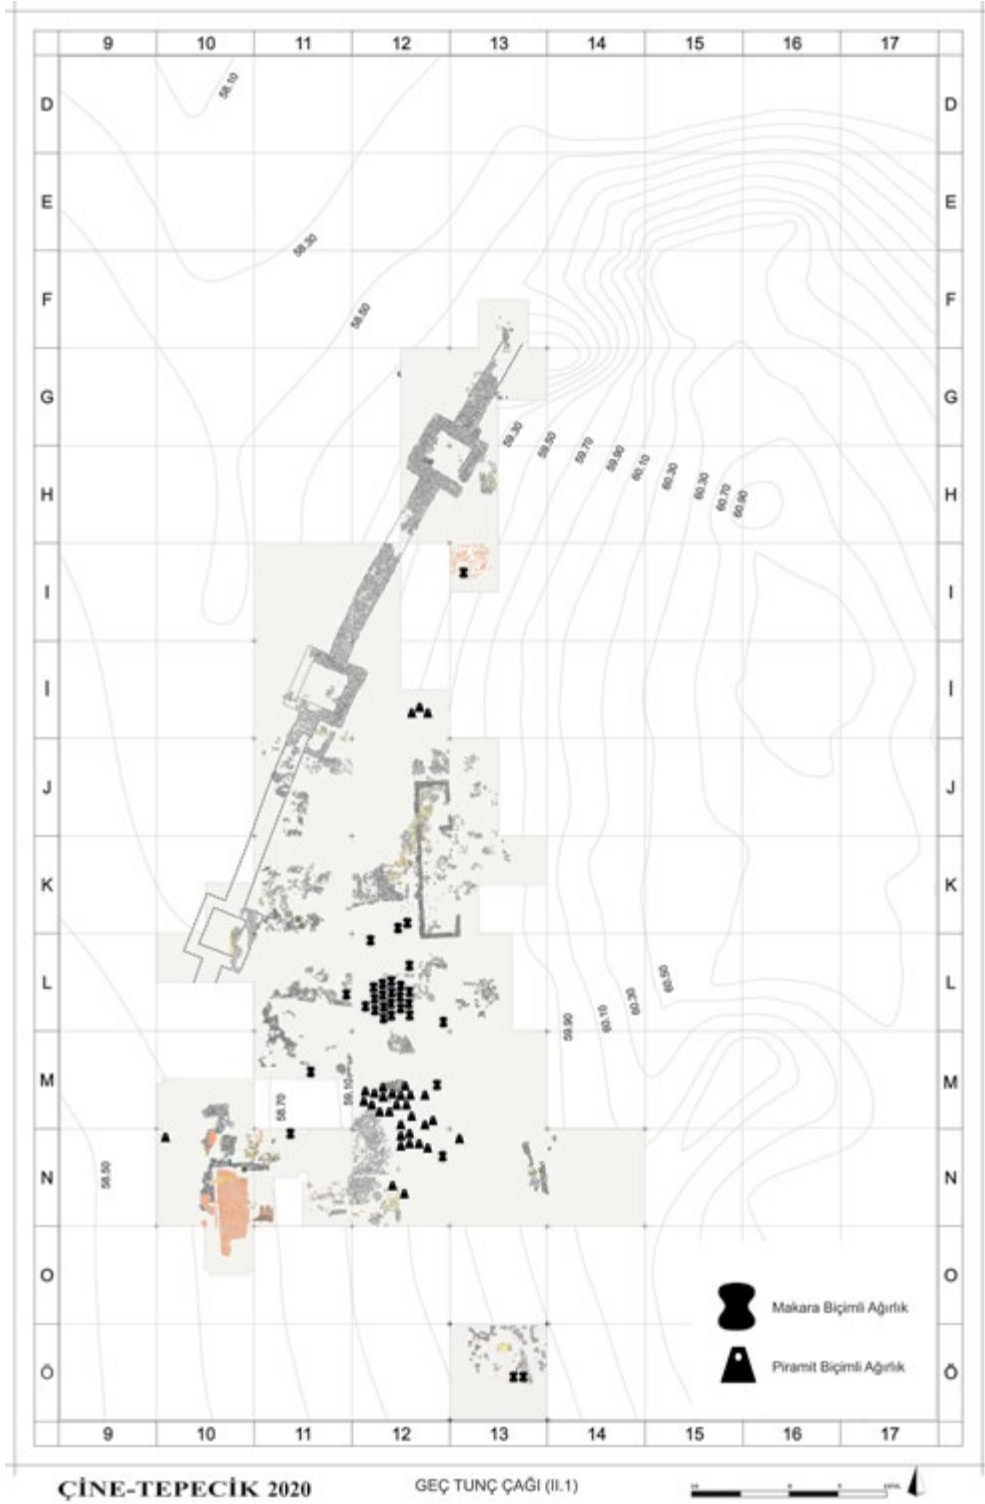 9 10 11 12 13 14 15 16 17
D D
E E
F F
G G
H H
I I
I I
J J
K K
L L
M M
N N
O O
Ö Ö
58.10
58.30
58.50
59.30
59.50
59.70
59.90
60.10
60.30
60.30
60.70
60.90
60.50
60.30
60.10
59.90
59.10
58.70
58.50
Makara Biçimli Ağırlık
Piramit Biçimli Ağırlık
9 10 11 12 13 14 15 16 17
ÇİNE-TEPECİK 2020
GEÇ TUNÇ ÇAĞI (II.1)